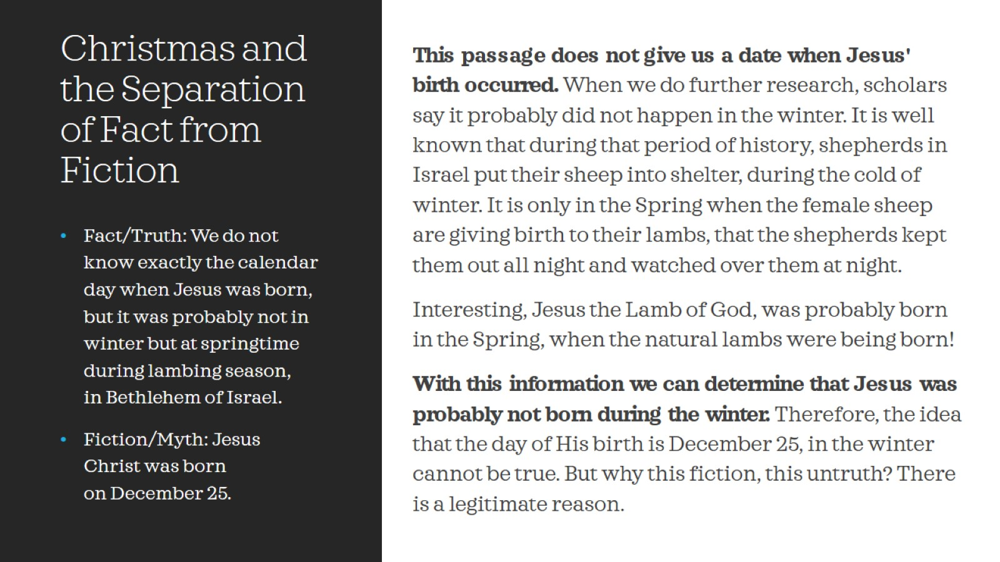 Christmas and
the Separation
of Fact from
Fiction
• Fact/Truth: We do not
know exactly the calendar
day when Jesus was born,
but it was probably not in
winter but at springtime
during lambing season,
in Bethlehem of Israel.
• Fiction/Myth: Jesus
Christ was born
on December 25.
This passage does not give us a date when Jesus'
birth occurred. When we do further research, scholars
say it probably did not happen in the winter. It is well
known that during that period of history, shepherds in
Israel put their sheep into shelter, during the cold of
winter. It is only in the Spring when the female sheep
are giving birth to their lambs, that the shepherds kept
them out all night and watched over them at night.
Interesting, Jesus the Lamb of God, was probably born
in the Spring, when the natural lambs were being born!
With this information we can determine that Jesus was
probably not born during the winter. Therefore, the idea
that the day of His birth is December 25, in the winter
cannot be true. But why this fiction, this untruth? There
is a legitimate reason.